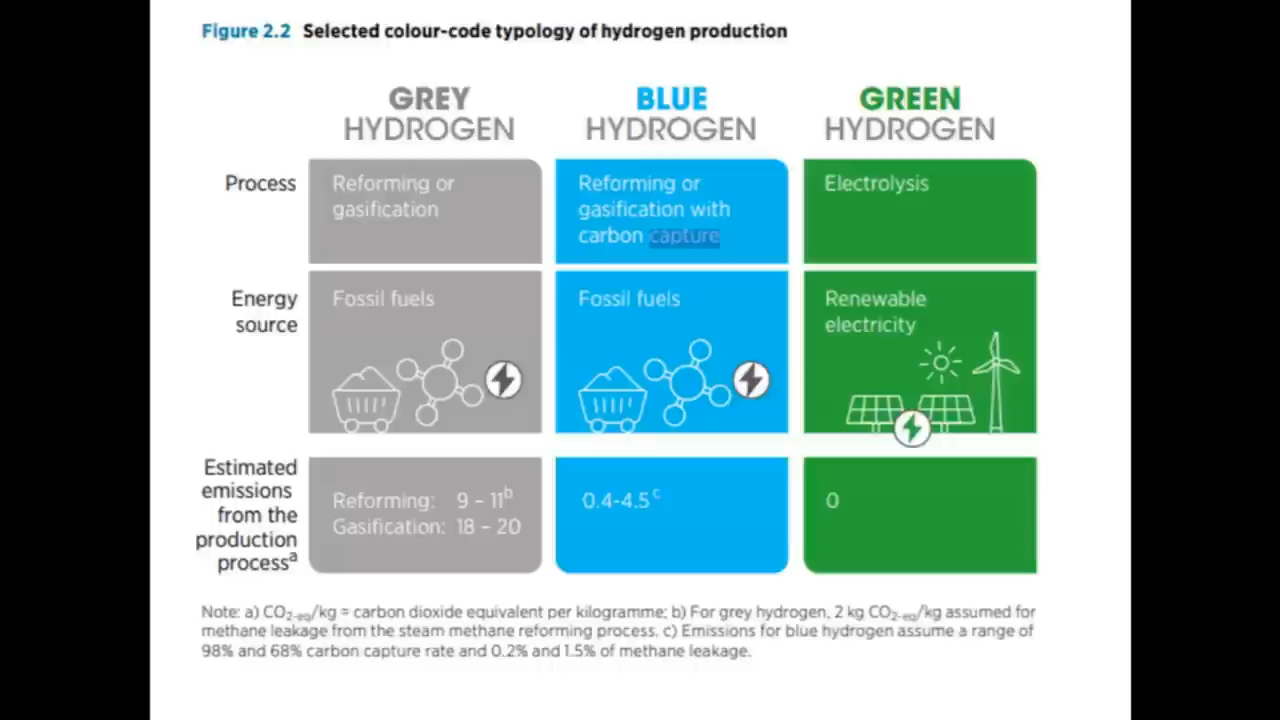 Figure 2.2 Selected colour-code typology of hydrogen production
GREY
HYDROGEN
BLUE
HYDROGEN
GREEN
HYDROGEN
Process
Reforming or
gasification
Reforming or
gasification with
carbon capture
Electrolysis
Energy
source
Fossil fuels
Fossil fuels
Renewable
electricity
Estimated
emissions
from the
production
processᵃ
Reforming: 9 – 11ᵇ
Gasification: 18 – 20
0.4-4.5ᶜ
0
Note: a) CO₂₋eq/kg = carbon dioxide equivalent per kilogramme; b) For grey hydrogen, 2 kg CO₂₋eq/kg assumed for
methane leakage from the steam methane reforming process. c) Emissions for blue hydrogen assume a range of
98% and 68% carbon capture rate and 0.2% and 1.5% of methane leakage.